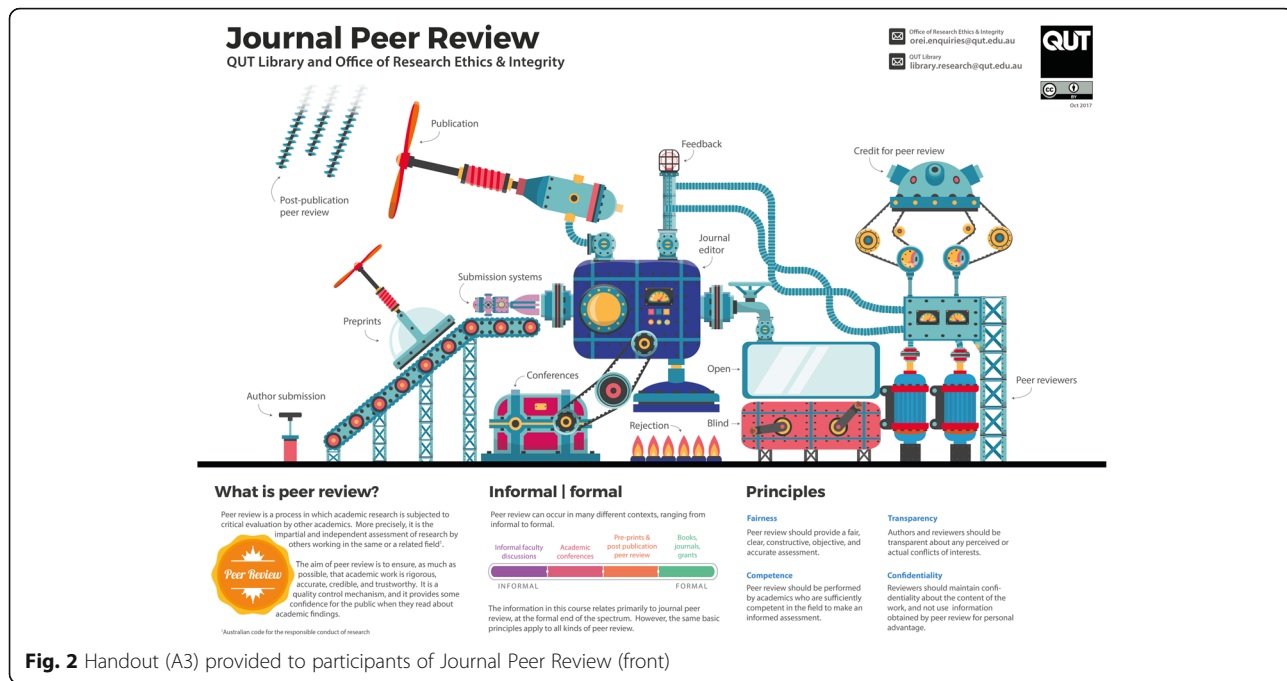 Journal Peer Review
QUT Library and Office of Research Ethics & Integrity
Office of Research Ethics & Integrity
orei.enquiries@qut.edu.au
QUT Library
library.research@qut.edu.au
QUT
cc
BY
Oct 2017
Publication
Feedback
Credit for peer review
Post-publication
peer review
Journal
editor
Submission systems
Preprints
Conferences
Open
Author submission
Rejection
Blind
Peer reviewers
What is peer review?
Peer review is a process in which academic research is subjected to
critical evaluation by other academics. More precisely, it is the
impartial and independent assessment of research by
others working in the same or a related field¹.
Peer Review
The aim of peer review is to ensure, as much as
possible, that academic work is rigorous,
accurate, credible, and trustworthy. It is a
quality control mechanism, and it provides some
confidence for the public when they read about
academic findings.
¹Australian code for the responsible conduct of research
Informal | formal
Peer review can occur in many different contexts, ranging from
informal to formal.
Informal faculty
discussions
Academic
conferences
Pre-prints &
post publication
peer review
Books,
journals,
grants
INFORMAL
FORMAL
The information in this course relates primarily to journal peer
review, at the formal end of the spectrum. However, the same basic
principles apply to all kinds of peer review.
Principles
Fairness
Peer review should provide a fair,
clear, constructive, objective, and
accurate assessment.
Transparency
Authors and reviewers should be
transparent about any perceived or
actual conflicts of interests.
Competence
Peer review should be performed
by academics who are sufficiently
competent in the field to make an
informed assessment.
Confidentiality
Reviewers should maintain confi-
dentiality about the content of the
work, and not use information
obtained by peer review for personal
advantage.
Fig. 2 Handout (A3) provided to participants of Journal Peer Review (front)